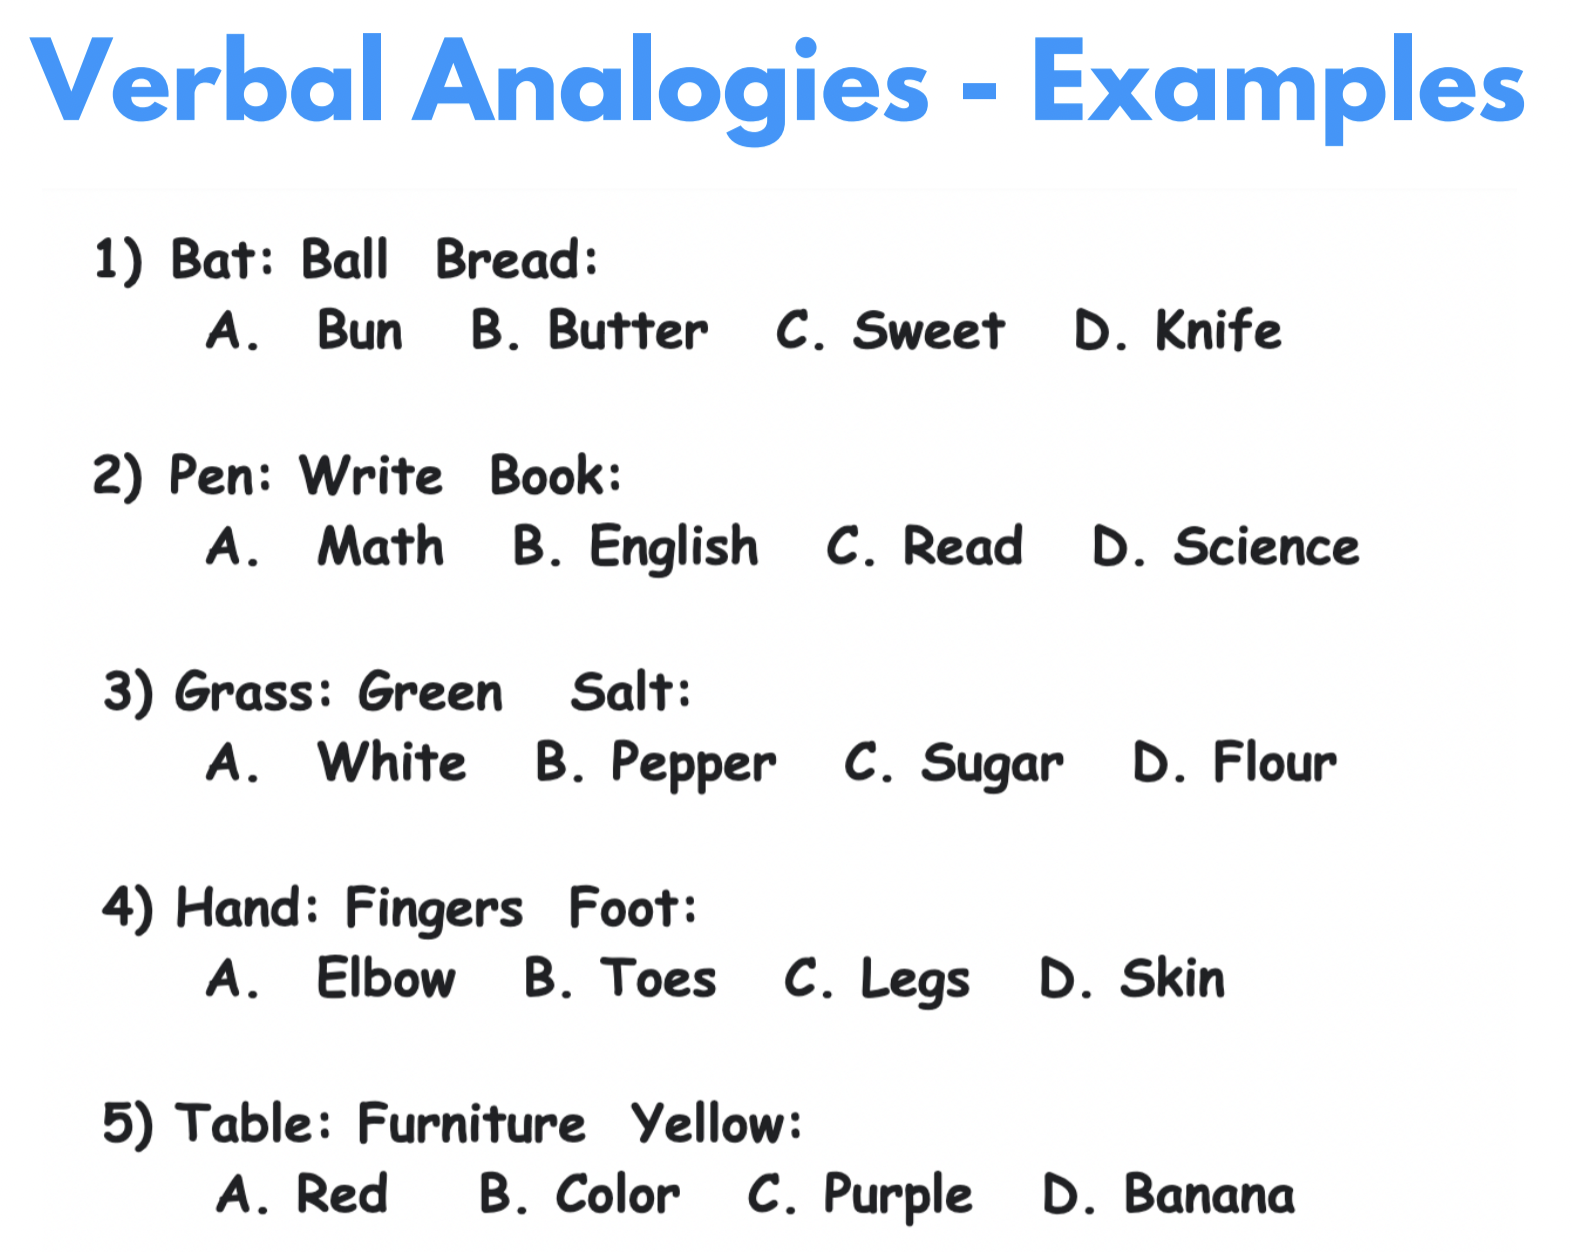 Verbal Analogies - Examples
1) Bat: Ball Bread:
A. Bun B. Butter C. Sweet D. Knife
2) Pen: Write Book:
A. Math B. English C. Read D. Science
3) Grass: Green Salt:
A. White B. Pepper C. Sugar D. Flour
4) Hand: Fingers Foot:
A. Elbow B. Toes C. Legs D. Skin
5) Table: Furniture Yellow:
A. Red B. Color C. Purple D. Banana